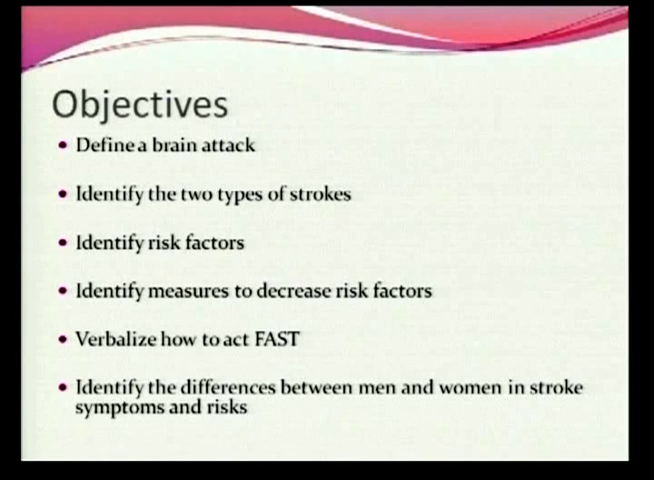 Objectives
• Define a brain attack
• Identify the two types of strokes
• Identify risk factors
• Identify measures to decrease risk factors
• Verbalize how to act FAST
• Identify the differences between men and women in stroke
symptoms and risks